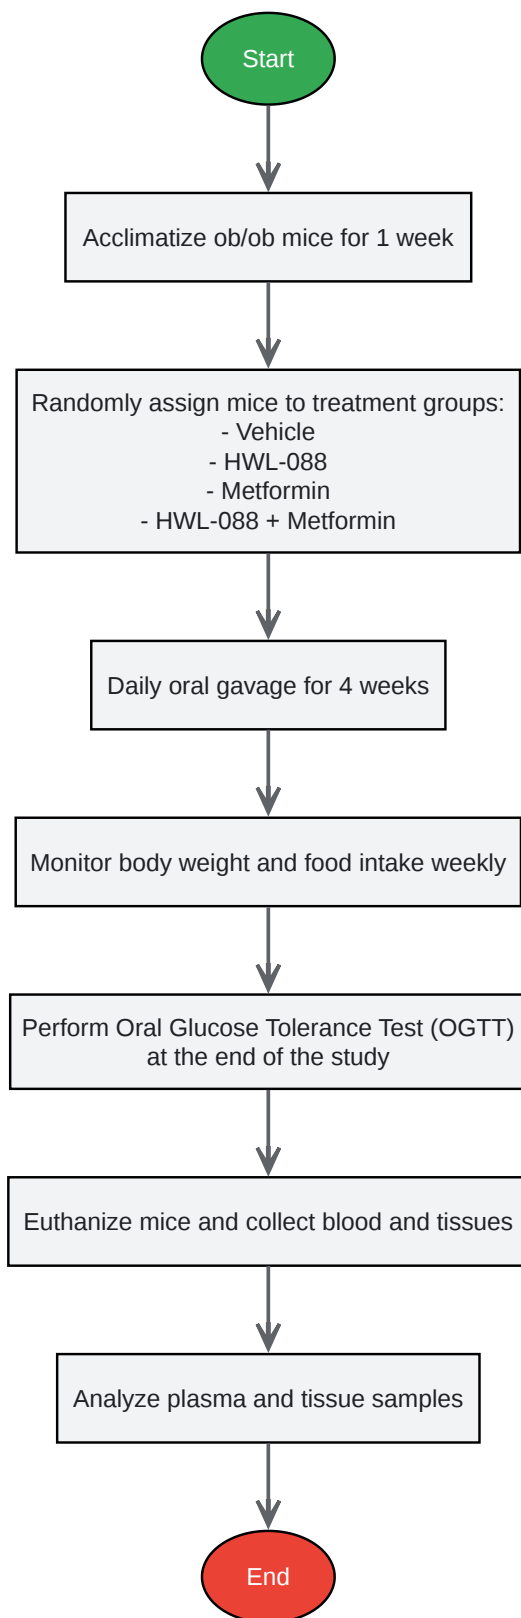 Start
Acclimatize ob/ob mice for 1 week
Randomly assign mice to treatment groups:
- Vehicle
- HWL-088
- Metformin
- HWL-088 + Metformin
Daily oral gavage for 4 weeks
Monitor body weight and food intake weekly
Perform Oral Glucose Tolerance Test (OGTT)
at the end of the study
Euthanize mice and collect blood and tissues
Analyze plasma and tissue samples
End